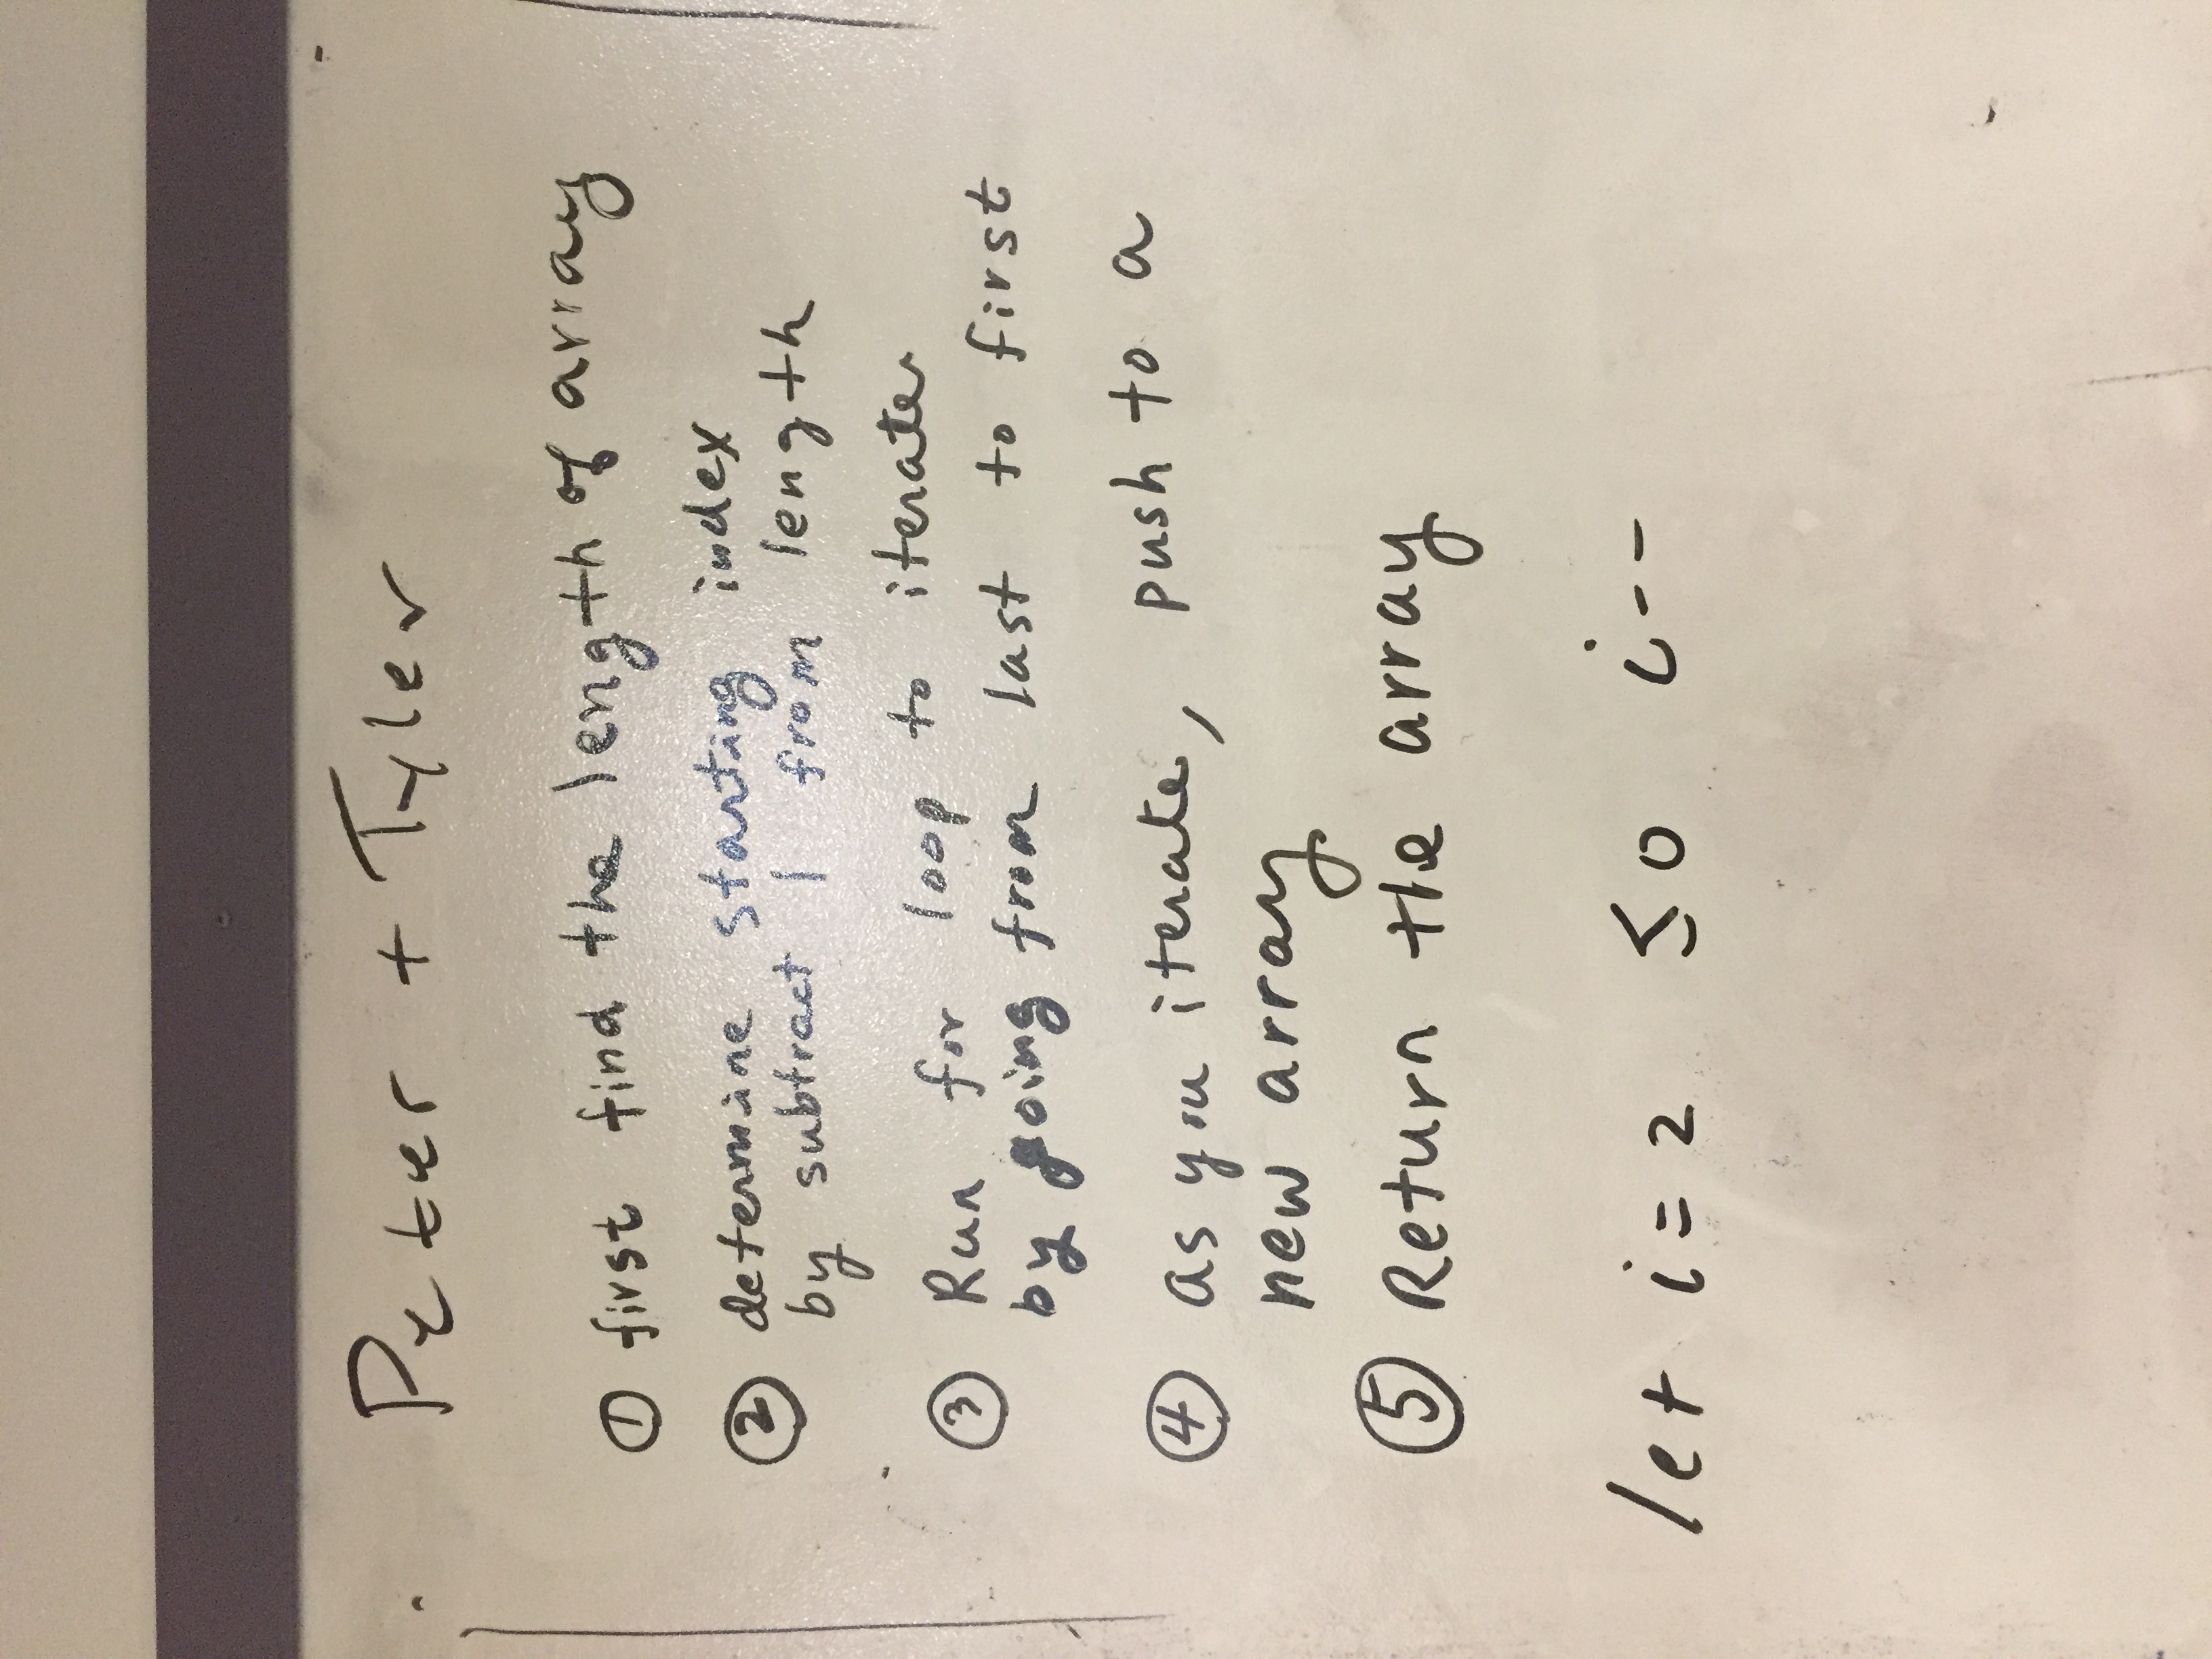 Peter + Tyler
① first find the length of array
② determine starting index
by subtract 1 from length
③ Run for loop to iterate
by going from last to first
④ as you iterate, push to a
new array
⑤ Return the array
let i = 2 ≤ 0 i--